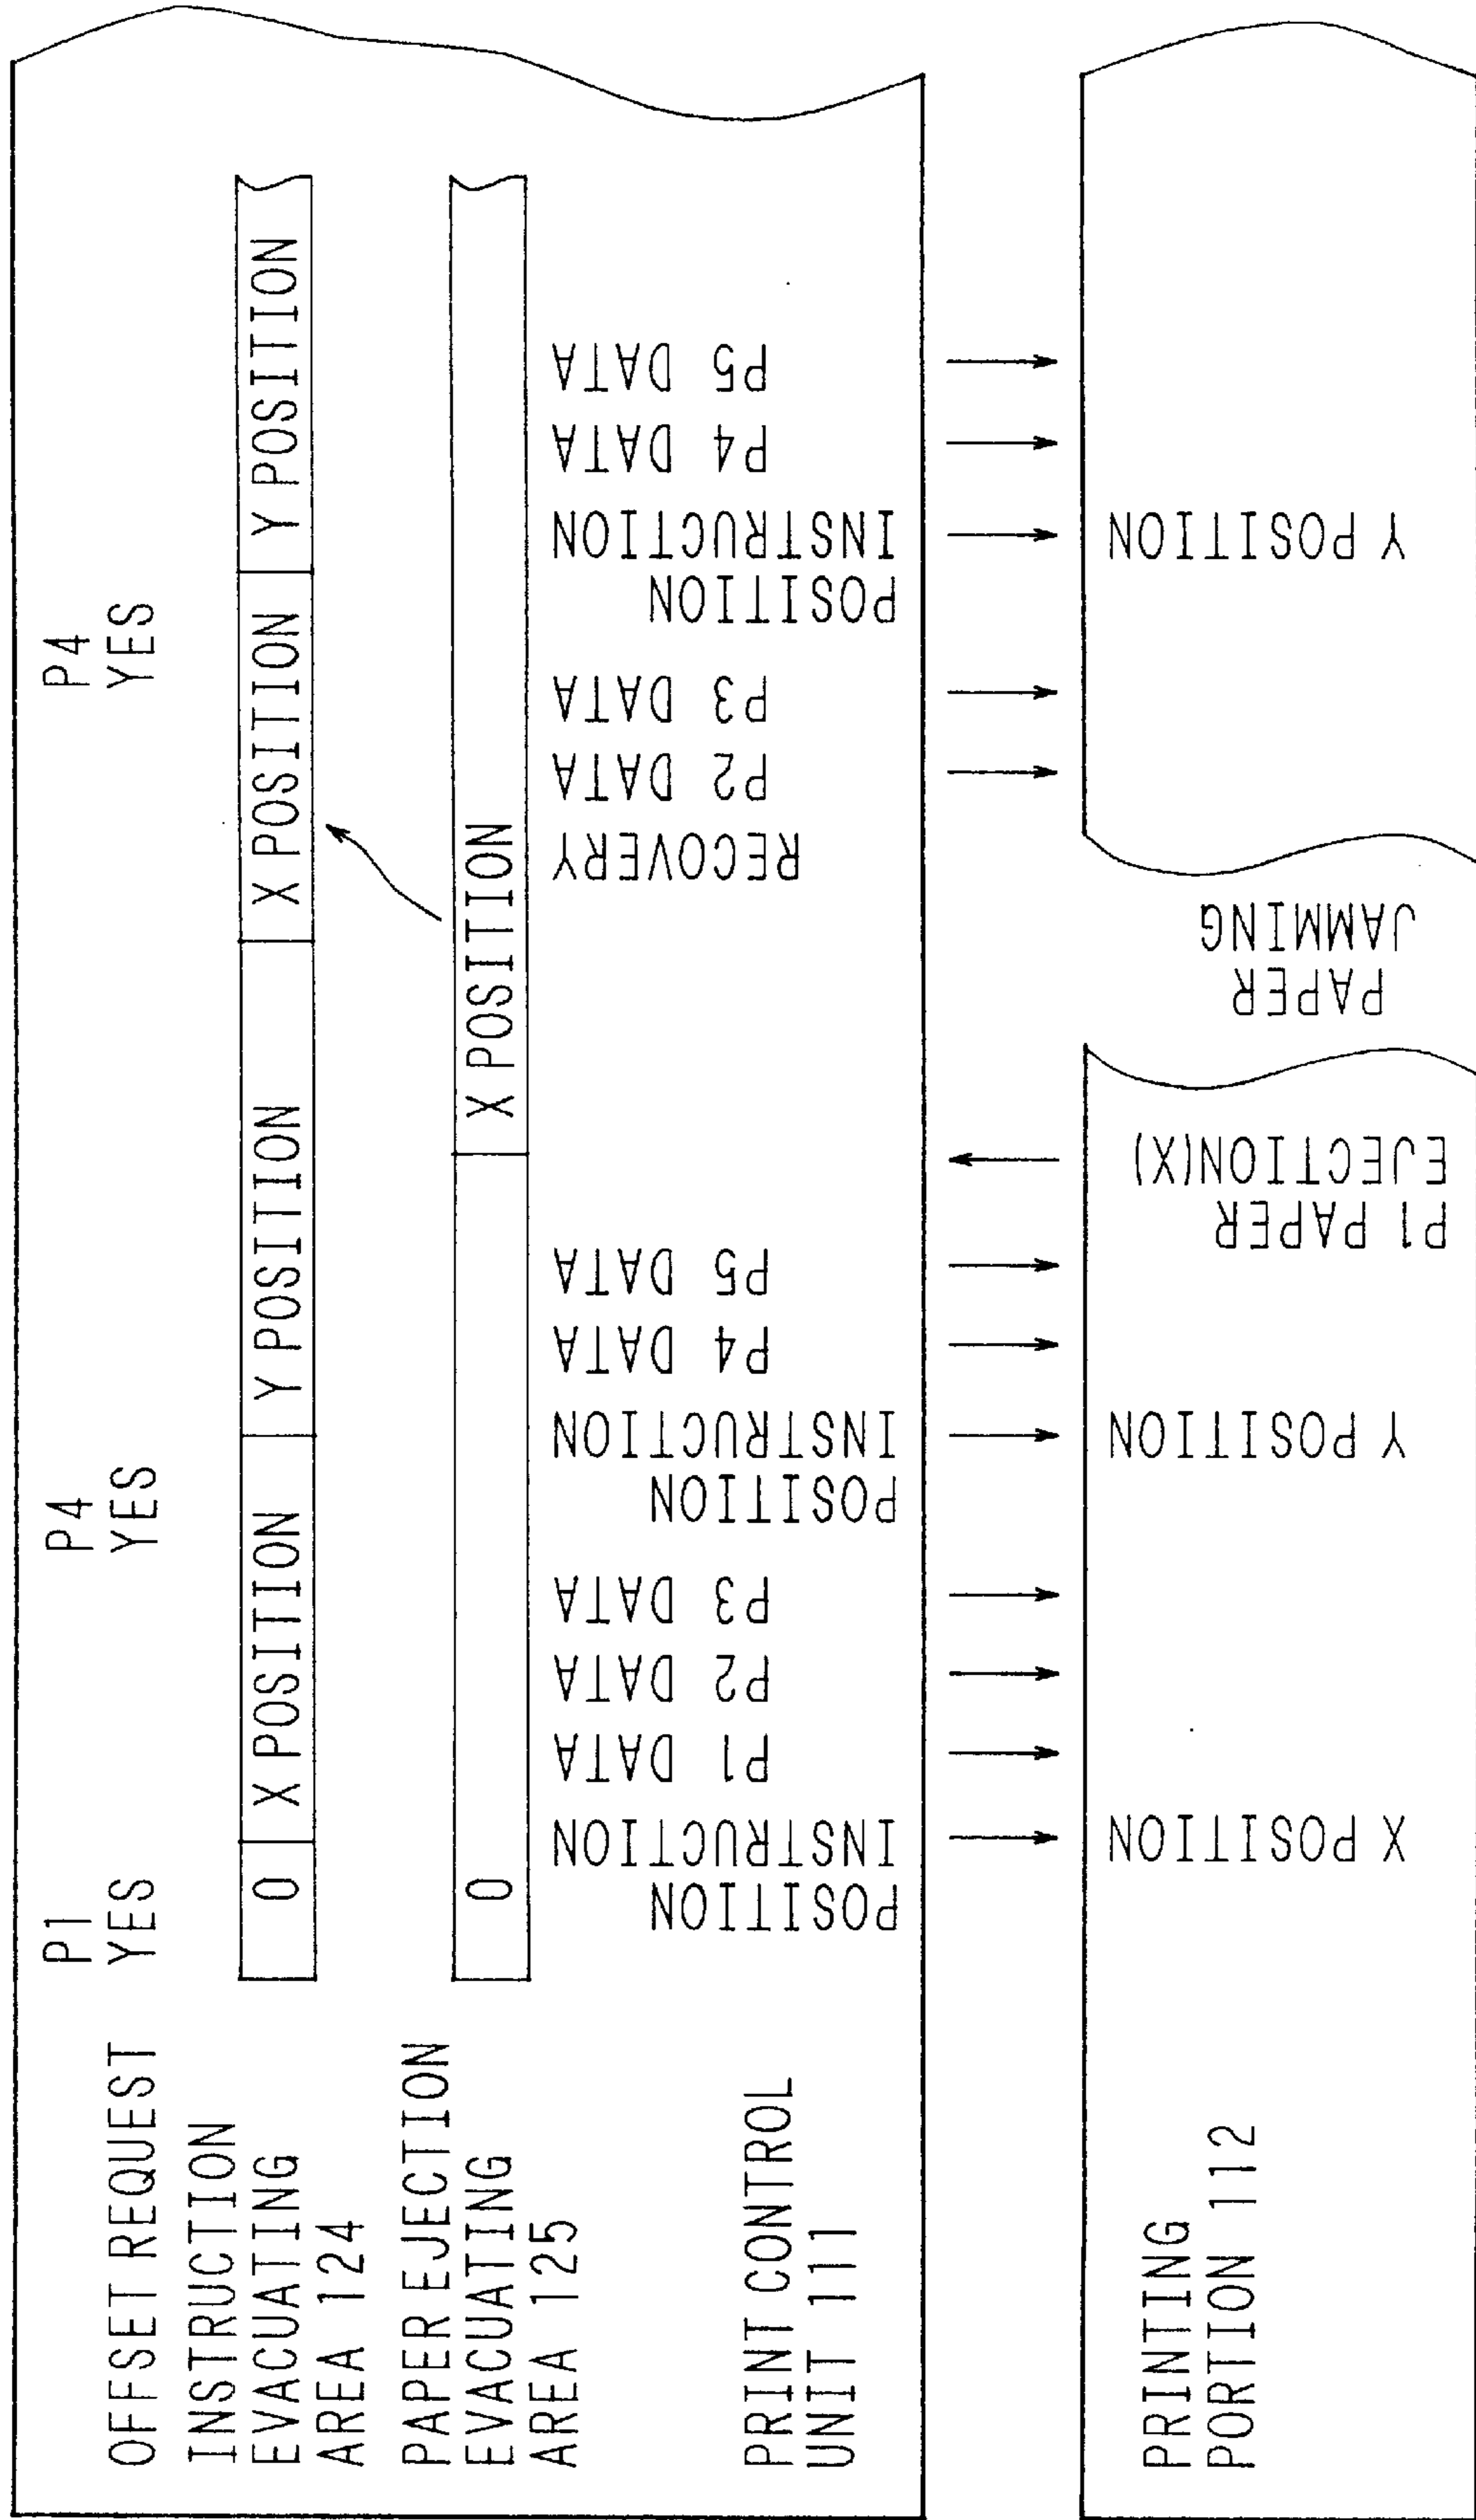 OFFSET REQUEST
P1
YES
P4
YES
P4
YES
INSTRUCTION
EVACUATING
AREA 124
0
X POSITION
Y POSITION
X POSITION
Y POSITION
PAPER EJECTION
EVACUATING
AREA 125
0
X POSITION
PRINT CONTROL
UNIT 111
POSITION
INSTRUCTION
P1 DATA
P2 DATA
P3 DATA
POSITION
INSTRUCTION
P4 DATA
P5 DATA
RECOVERY
P2 DATA
P3 DATA
POSITION
INSTRUCTION
P4 DATA
P5 DATA
PRINTING
PORTION 112
X POSITION
Y POSITION
P1 PAPER
EJECTION(X)
PAPER
JAMMING
Y POSITION